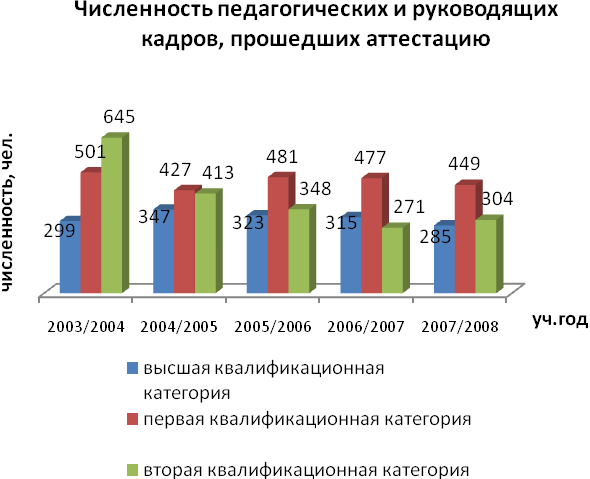 Численность педагогических и руководящих
кадров, прошедших аттестацию
численность, чел.
645
501
481
477
449
427
413
347
348
323
315
299
285
271
304
2003/2004
2004/2005
2005/2006
2006/2007
2007/2008
уч.год
высшая квалификационная
категория
первая квалификационная категория
вторая квалификационная категория